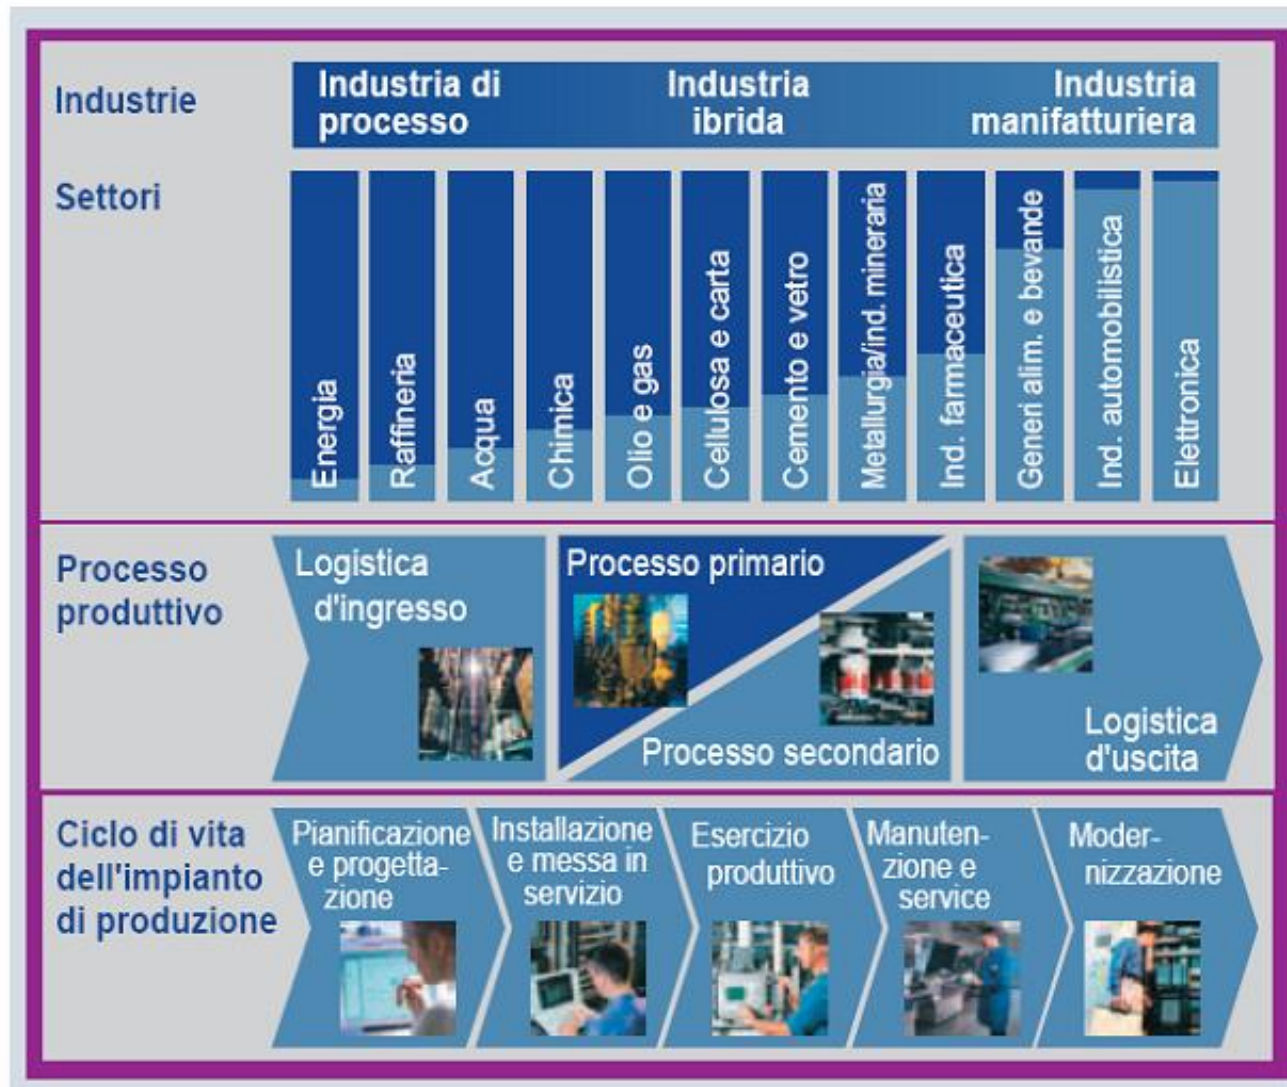 Industrie
Industria di
processo
Industria
ibrida
Industria
manifatturiera
Settori
Energia
Raffineria
Acqua
Chimica
Olio e gas
Cellulosa e carta
Cemento e vetro
Metallurgia/ind. mineraria
Ind. farmaceutica
Generi alim. e bevande
Ind. automobilistica
Elettronica
Processo
produttivo
Logistica
d'ingresso
Processo primario
Processo secondario
Logistica
d'uscita
Ciclo di vita
dell'impianto
di produzione
Pianificazione
e progetta-
zione
Installazione
e messa in
servizio
Esercizio
produttivo
Manuten-
zione e
service
Moder-
nizzazione